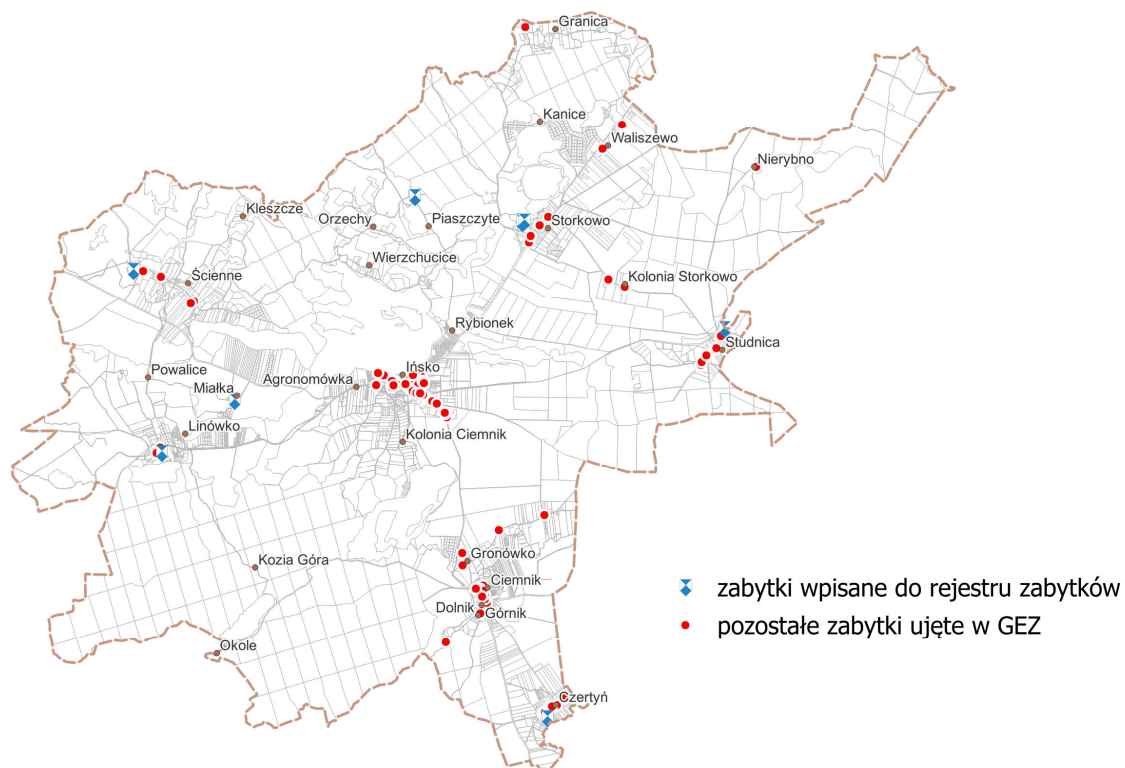 Granica
Kanice
Waliszewo
Nierybno
Kleszcze
Orzechy
Piaszczyte
Storkowo
Wierzchucice
Ścienne
Kolonia Storkowo
Rybionek
Studnica
Powalice
Ińsko
Agronomówka
Miałka
Linówko
Kolonia Ciemnik
Kozia Góra
Gronówko
Ciemnik
Dolnik
Górnik
Okole
Czertyń
zabytki wpisane do rejestru zabytków
pozostałe zabytki ujęte w GEZ